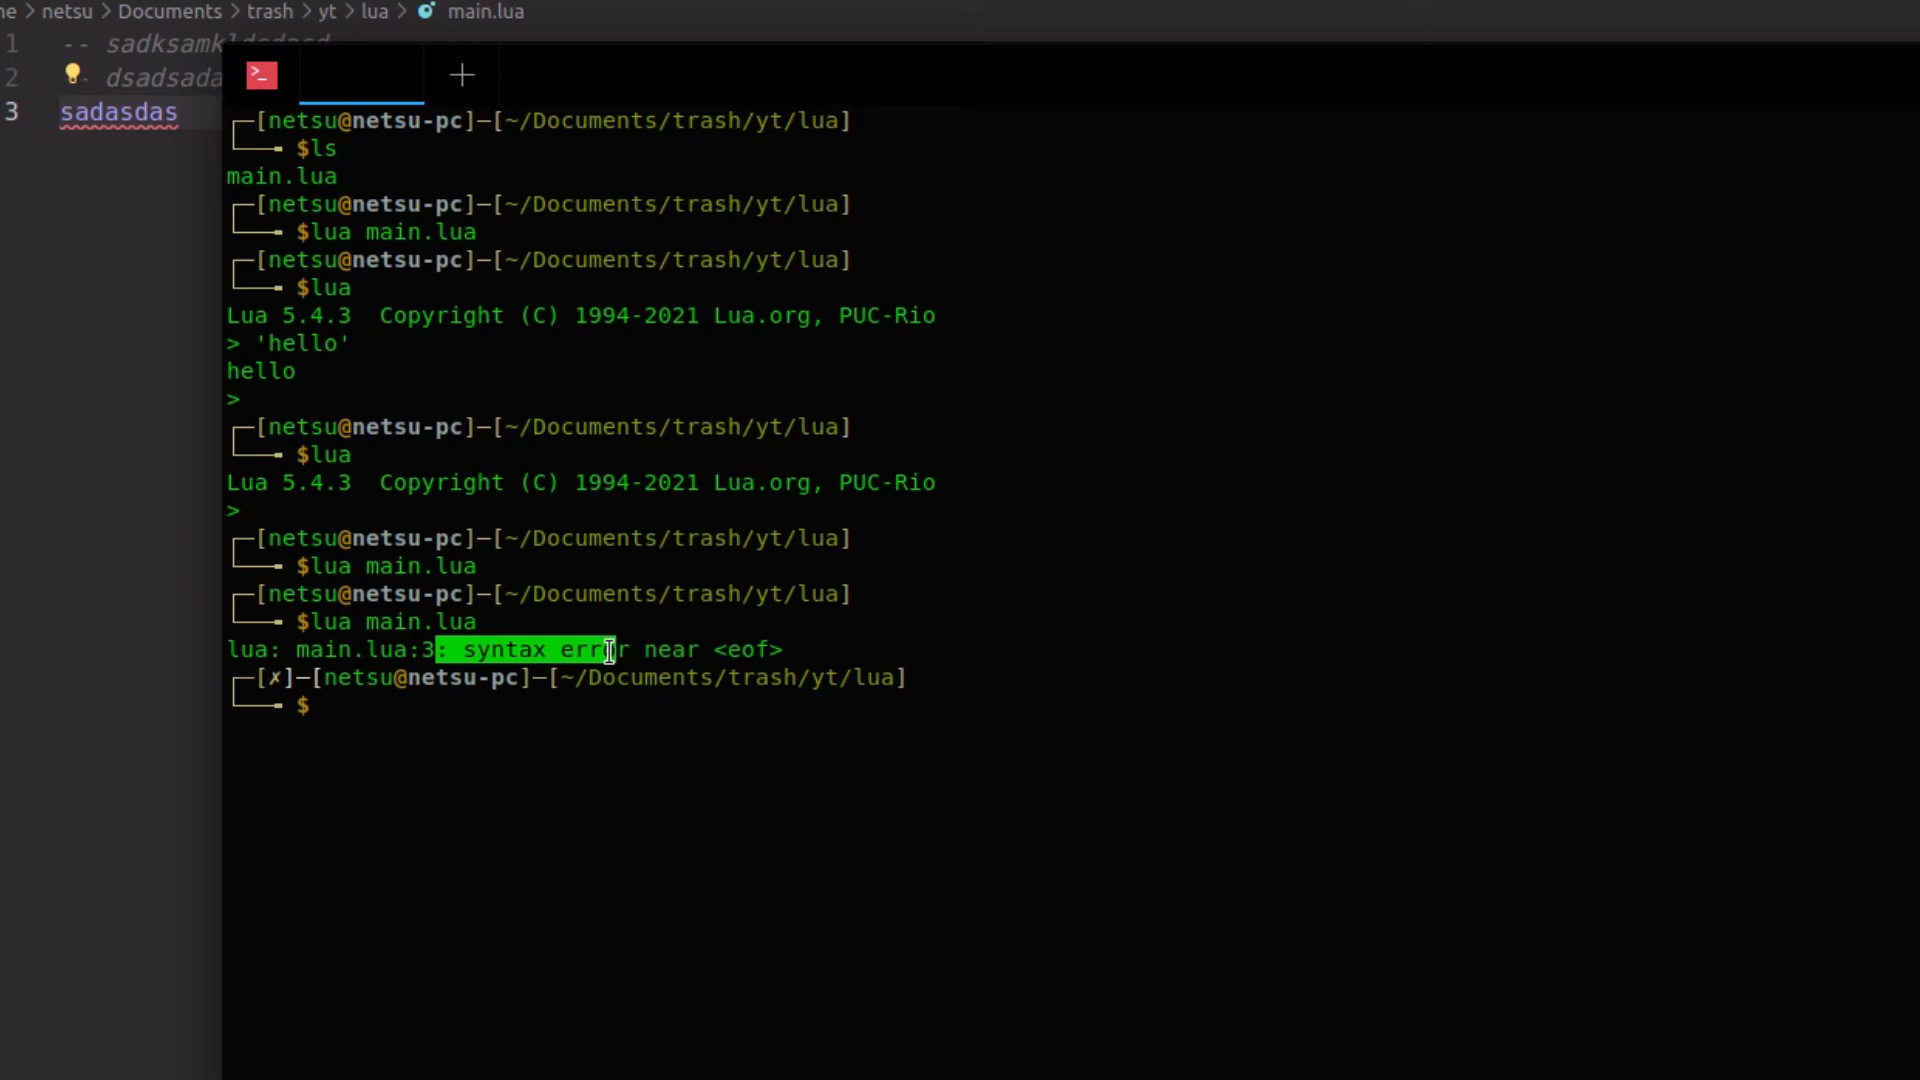 netsu > Documents > trash > yt > lua > main.lua
1 -- sadksamkldsdasd
2 dsadsada
3 sadasdas
>_ +
┌─[netsu@netsu-pc]─[~/Documents/trash/yt/lua]
└──╼ $ls
main.lua
┌─[netsu@netsu-pc]─[~/Documents/trash/yt/lua]
└──╼ $lua main.lua
┌─[netsu@netsu-pc]─[~/Documents/trash/yt/lua]
└──╼ $lua
Lua 5.4.3  Copyright (C) 1994-2021 Lua.org, PUC-Rio
> 'hello'
hello
>
┌─[netsu@netsu-pc]─[~/Documents/trash/yt/lua]
└──╼ $lua
Lua 5.4.3  Copyright (C) 1994-2021 Lua.org, PUC-Rio
>
┌─[netsu@netsu-pc]─[~/Documents/trash/yt/lua]
└──╼ $lua main.lua
┌─[netsu@netsu-pc]─[~/Documents/trash/yt/lua]
└──╼ $lua main.lua
lua: main.lua:3: syntax error near <eof>
┌─[✗]─[netsu@netsu-pc]─[~/Documents/trash/yt/lua]
└──╼ $